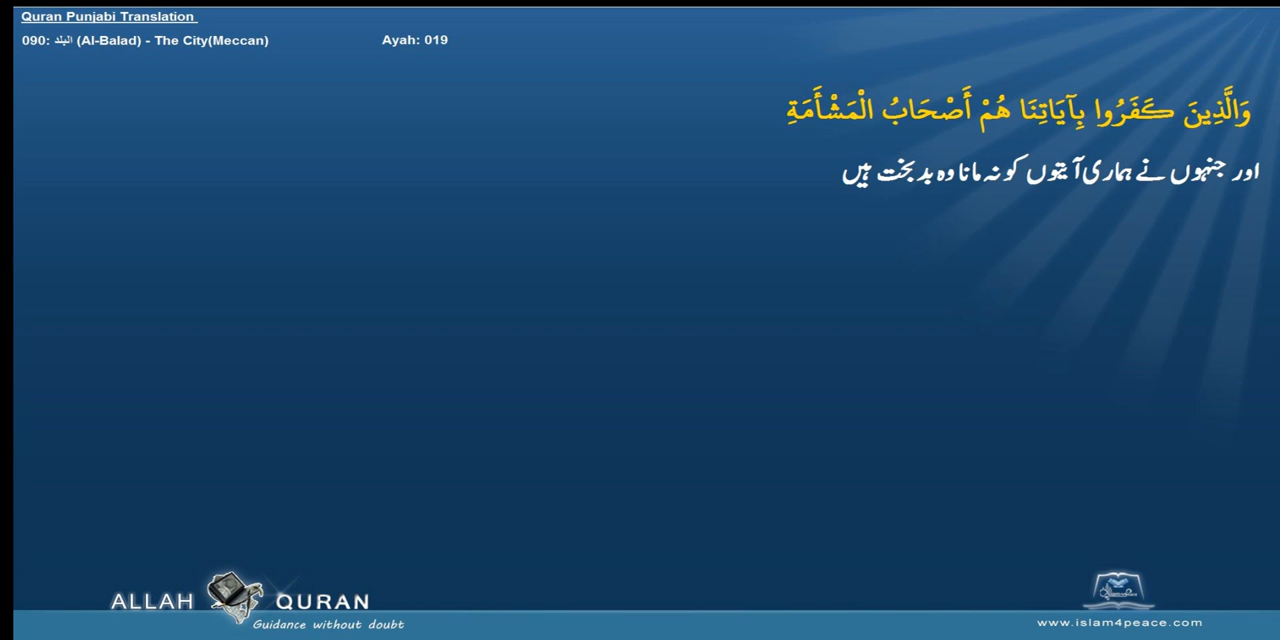 Quran Punjabi Translation
090: البلد (Al-Balad) - The City(Meccan) Ayah: 019
وَالَّذِينَ كَفَرُوا بِآيَاتِنَا هُمْ أَصْحَابُ الْمَشْأَمَةِ
اور جنہوں نے ہماری آیتوں کو نہ مانا وہ بدبخت ہیں
ALLAH QURAN
Guidance without doubt
www.islam4peace.com